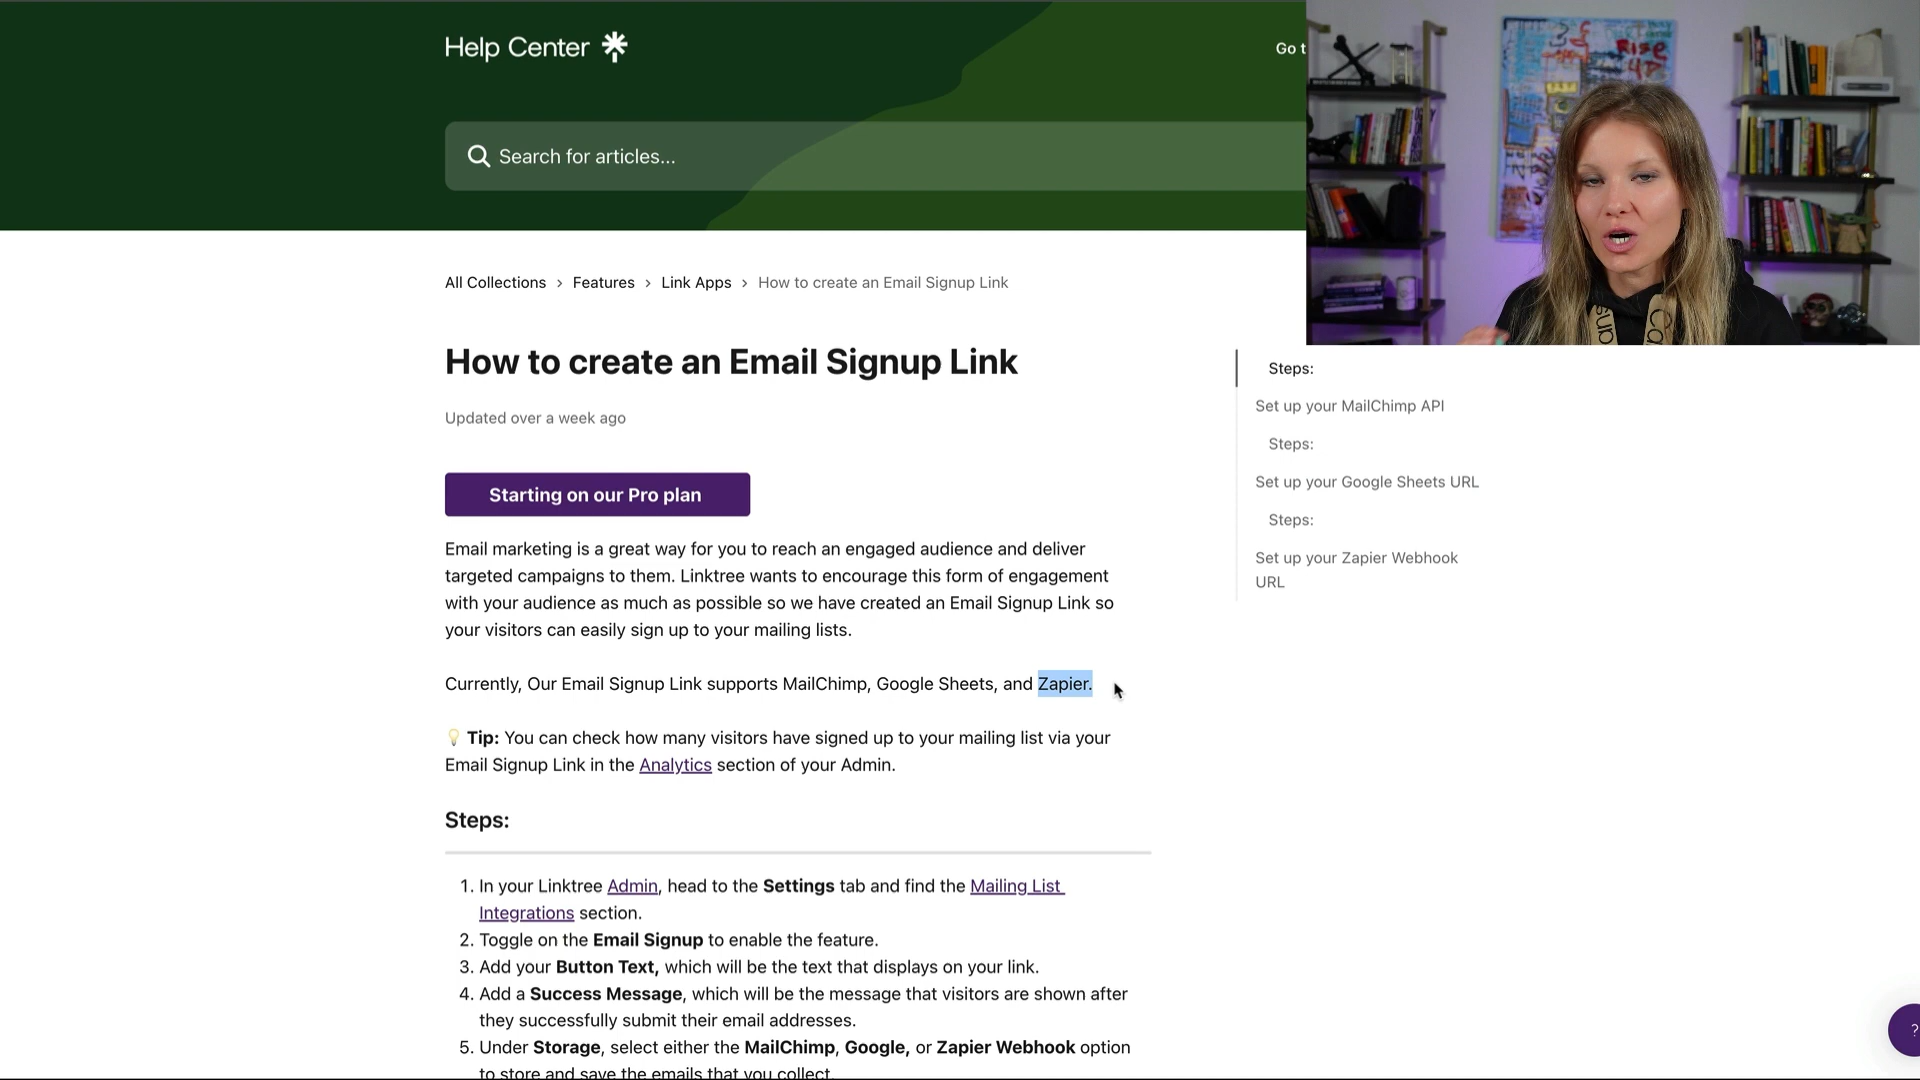 Help Center
Go t
Search for articles...
RISE
All Collections > Features > Link Apps > How to create an Email Signup Link
How to create an Email Signup Link
Updated over a week ago
Starting on our Pro plan
Email marketing is a great way for you to reach an engaged audience and deliver
targeted campaigns to them. Linktree wants to encourage this form of engagement
with your audience as much as possible so we have created an Email Signup Link so
your visitors can easily sign up to your mailing lists.
Currently, Our Email Signup Link supports MailChimp, Google Sheets, and Zapier.
💡 Tip: You can check how many visitors have signed up to your mailing list via your
Email Signup Link in the Analytics section of your Admin.
Steps:
1. In your Linktree Admin, head to the Settings tab and find the Mailing List
Integrations section.
2. Toggle on the Email Signup to enable the feature.
3. Add your Button Text, which will be the text that displays on your link.
4. Add a Success Message, which will be the message that visitors are shown after
they successfully submit their email addresses.
5. Under Storage, select either the MailChimp, Google, or Zapier Webhook option
to store and save the emails that you collect.
Steps:
Set up your MailChimp API
Steps:
Set up your Google Sheets URL
Steps:
Set up your Zapier Webhook
URL
?